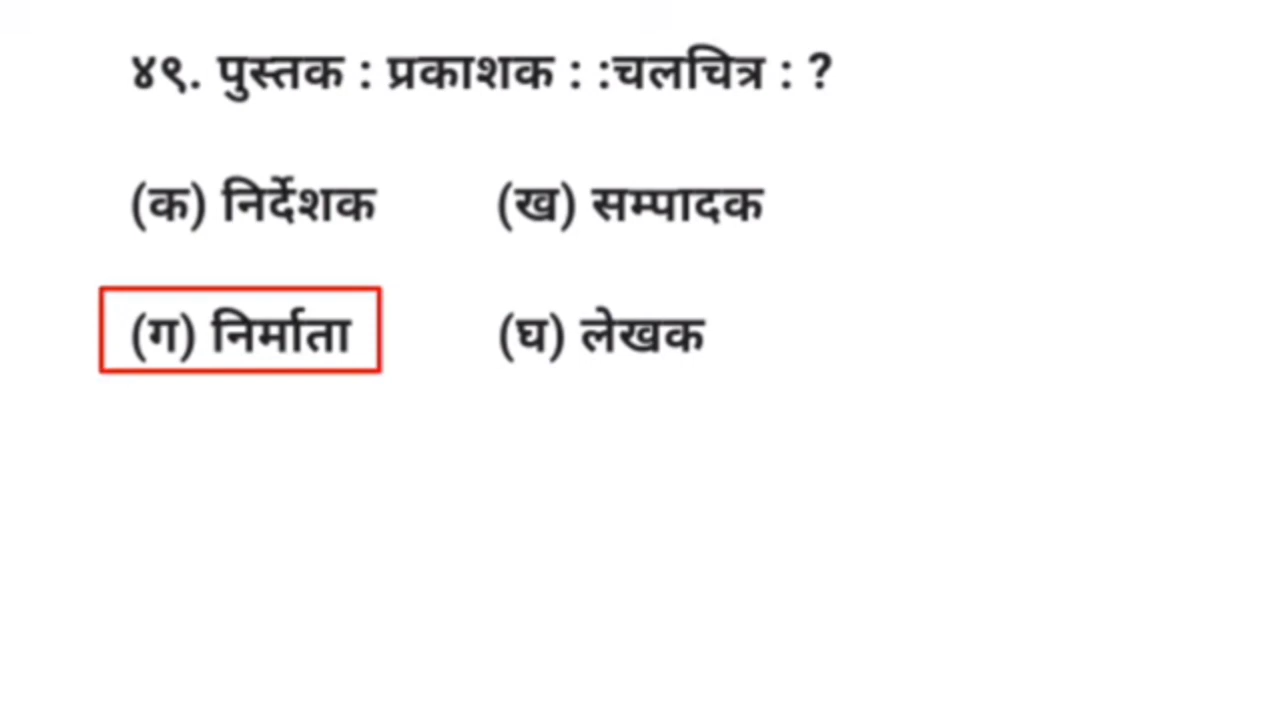 ४९. पुस्तक : प्रकाशक : :चलचित्र : ?
(क) निर्देशक (ख) सम्पादक
(ग) निर्माता (घ) लेखक